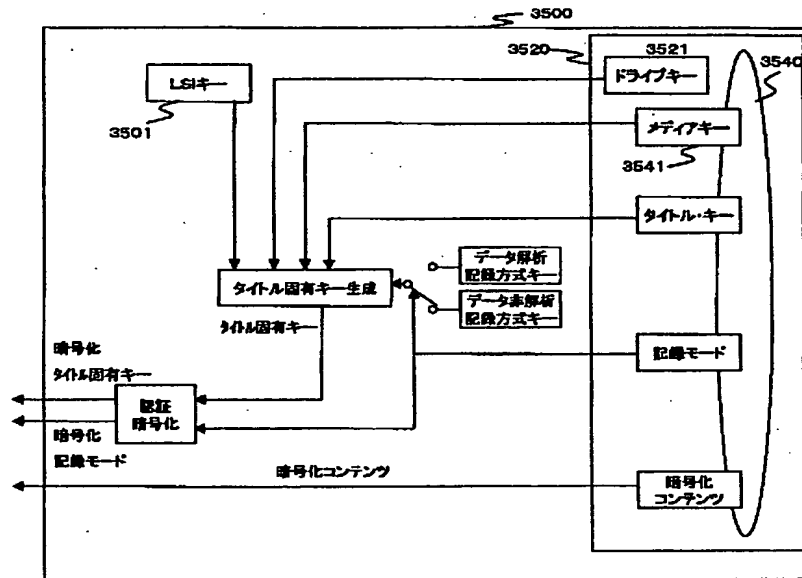 3500
3520
3521
3540
LSIキー
ドライブキー
3501
メディアキー
3541
タイトル・キー
データ解析
記録方式キー
タイトル固有キー生成
データ非解析
記録方式キー
タイトル固有キー
暗号化
タイトル固有キー
記録モード
認証
暗号化
暗号化
記録モード
暗号化コンテンツ
暗号化
コンテンツ